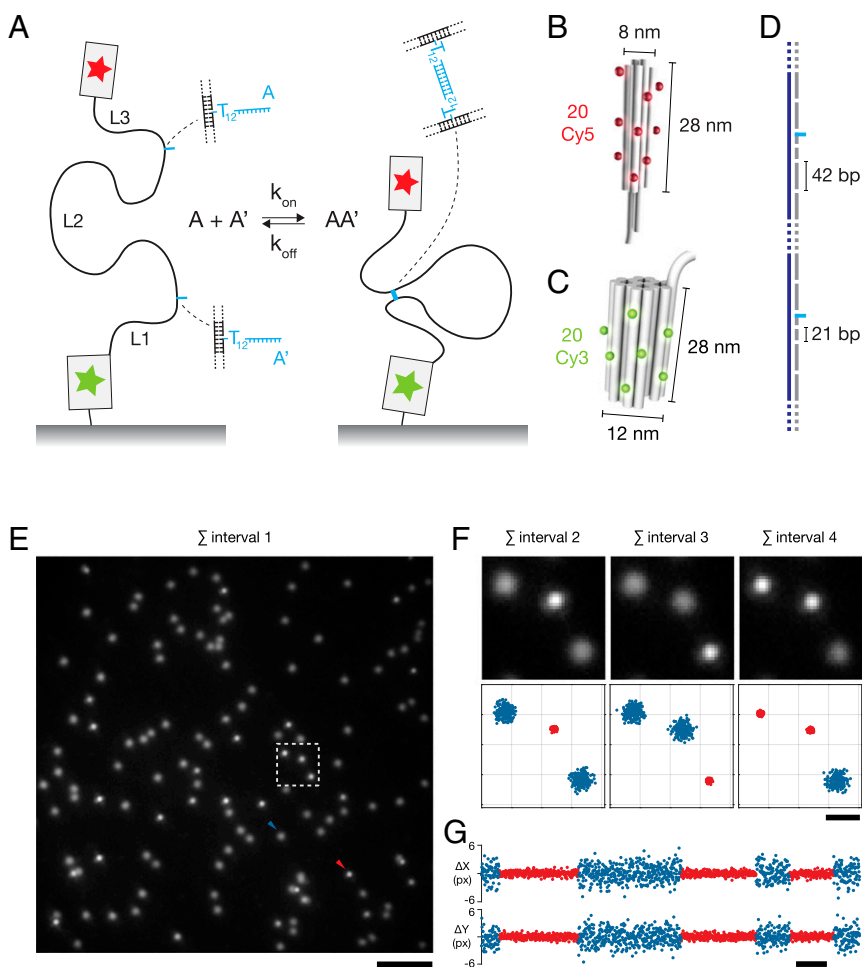 A
L3
L2
L1
T12
A
T12
A'
A + A'
kon
koff
AA'
T12
T12
B
8 nm
20
Cy5
28 nm
C
20
Cy3
28 nm
12 nm
D
42 bp
21 bp
E
∑ interval 1
F
∑ interval 2
∑ interval 3
∑ interval 4
G
6
ΔX
(px)
-6
6
ΔY
(px)
-6